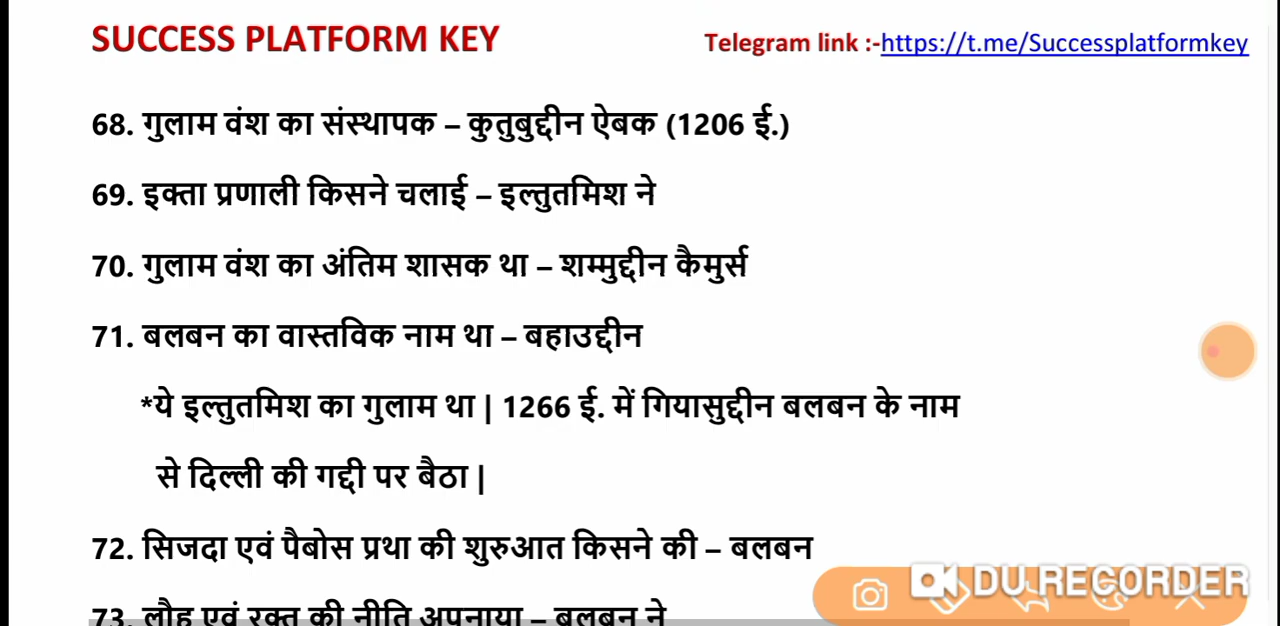 SUCCESS PLATFORM KEY
Telegram link :-https://t.me/Successplatformkey
68. गुलाम वंश का संस्थापक – कुतुबुद्दीन ऐबक (1206 ई.)
69. इक्ता प्रणाली किसने चलाई – इल्तुतमिश ने
70. गुलाम वंश का अंतिम शासक था – शम्मुद्दीन कैमुर्स
71. बलबन का वास्तविक नाम था – बहाउद्दीन
*ये इल्तुतमिश का गुलाम था | 1266 ई. में गियासुद्दीन बलबन के नाम
से दिल्ली की गद्दी पर बैठा |
72. सिजदा एवं पैबोस प्रथा की शुरुआत किसने की – बलबन
73. लौह एवं रक्त की नीति अपनाया – बलबन ने
DU RECORDER